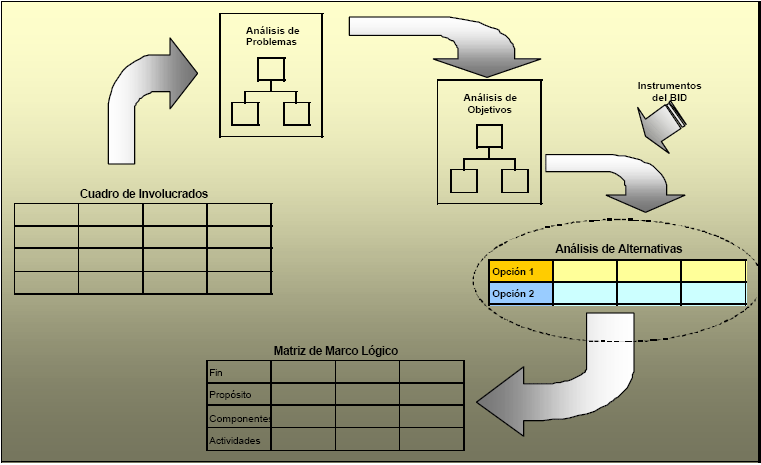 Análisis de
Problemas
Análisis de
Objetivos
Instrumentos
del BID
Cuadro de Involucrados
Análisis de Alternativas
Opción 1
Opción 2
Matriz de Marco Lógico
Fin
Propósito
Componentes
Actividades